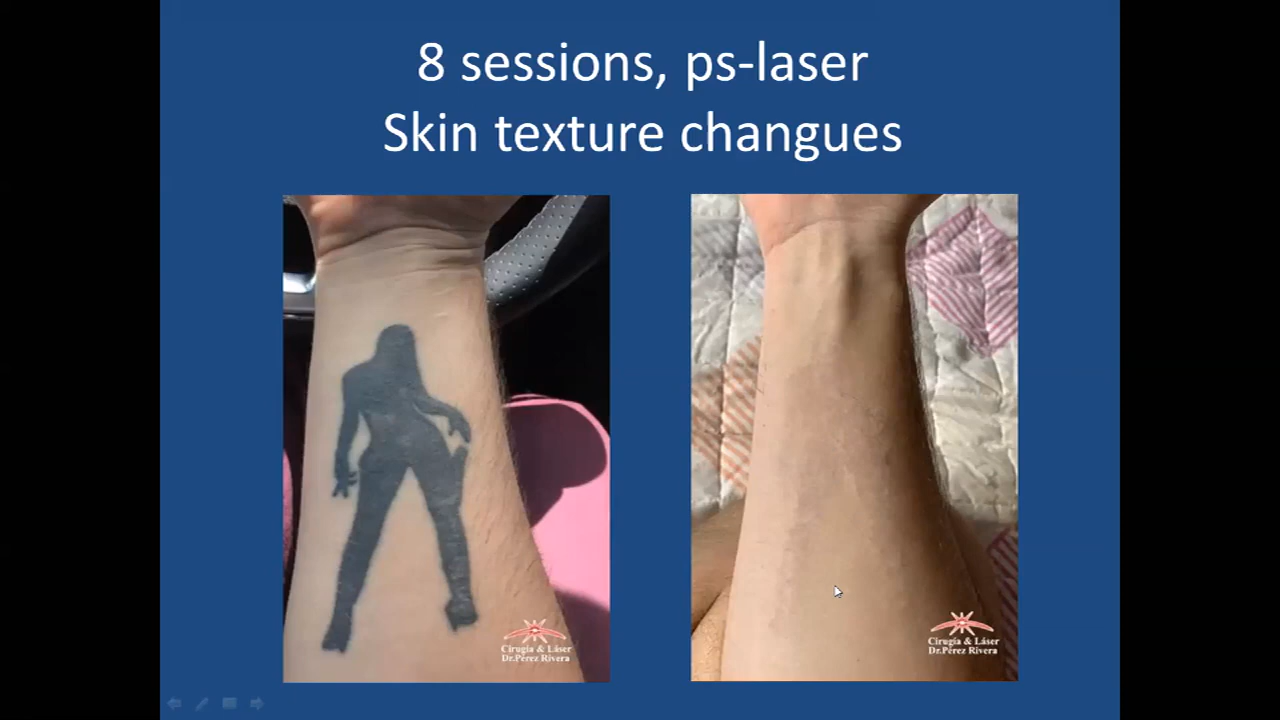 8 sessions, ps-laser
Skin texture changues
Cirugía & Láser
Dr.Pérez Rivera
Cirugía & Láser
Dr.Pérez Rivera